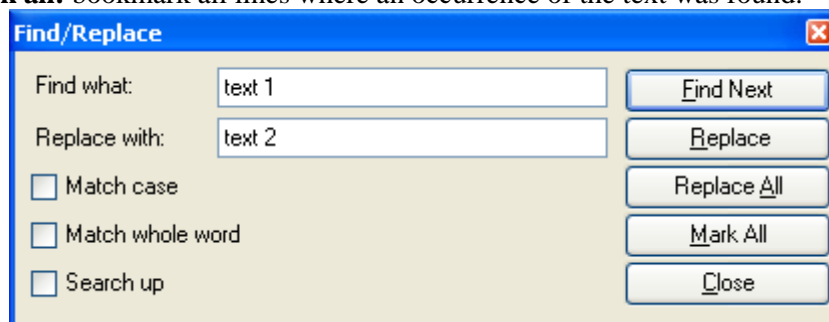 all: bookmark all lines where an occurrence of the text was found.
Find/Replace
Find what: text 1 Find Next
Replace with: text 2 Replace
Match case Replace All
Match whole word Mark All
Search up Close